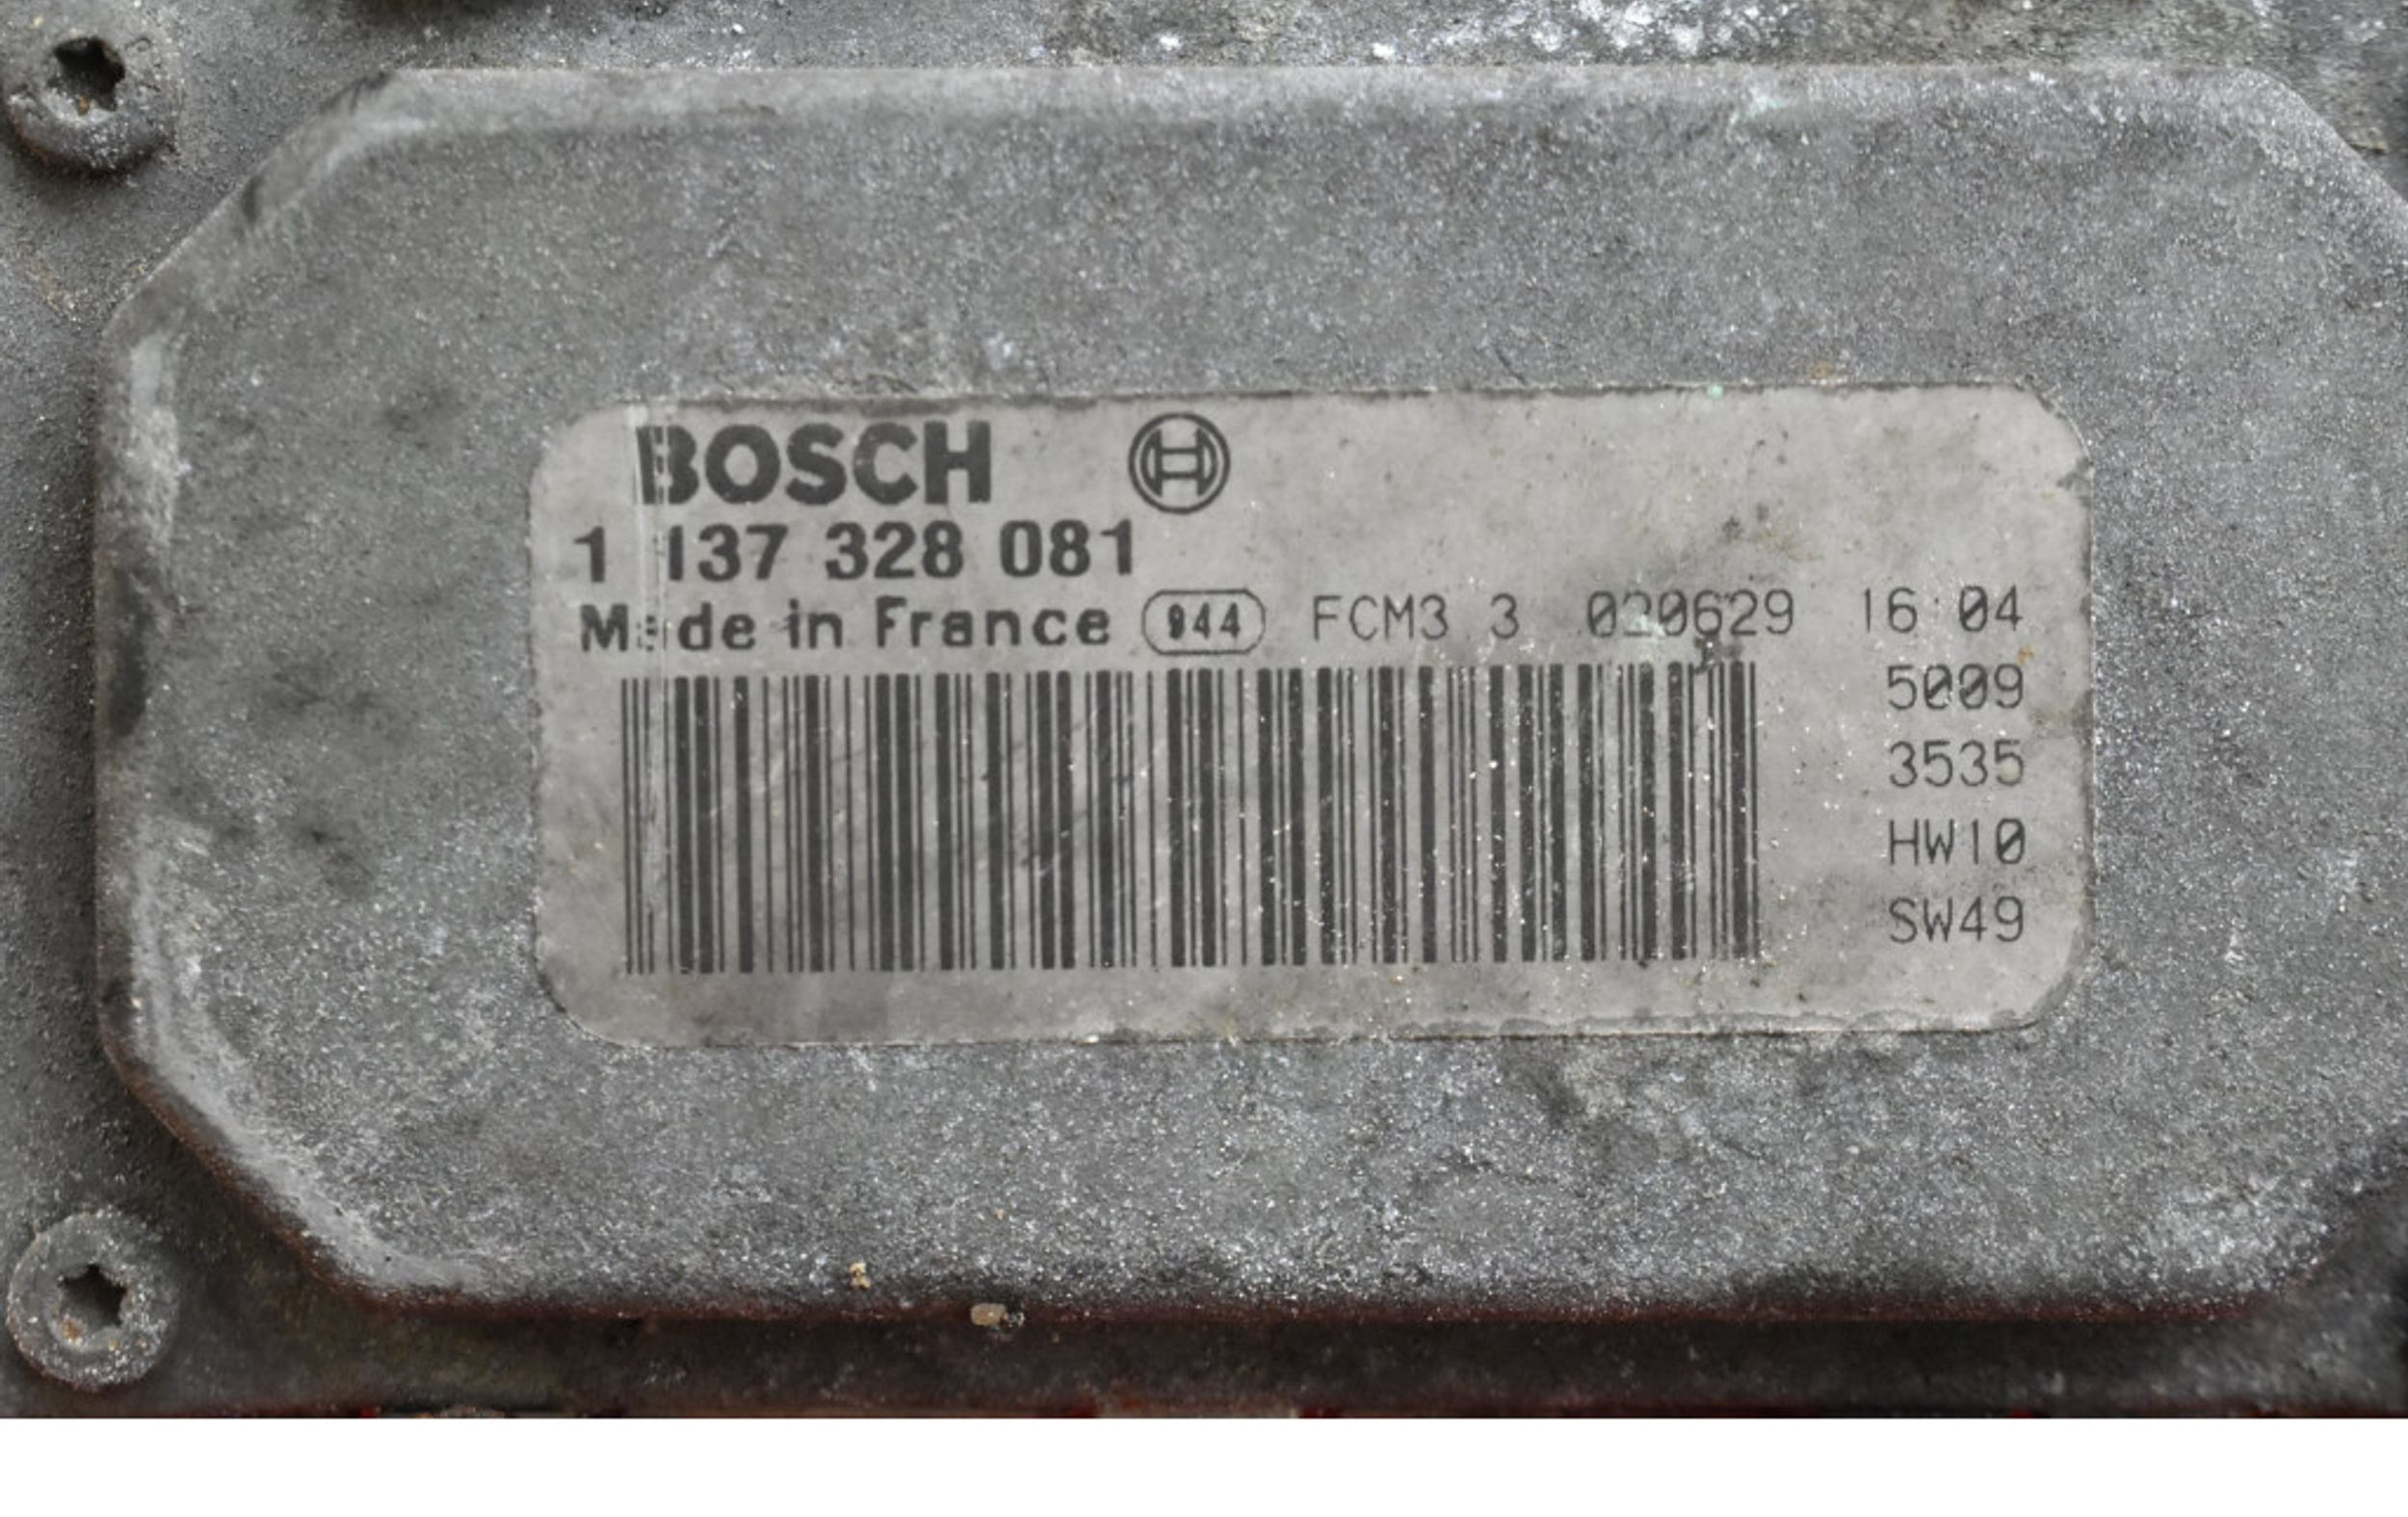 BOSCH
1 137 328 081
Made in France 944 FCM3 3 020629 16:04
5009
3535
HW10
SW49